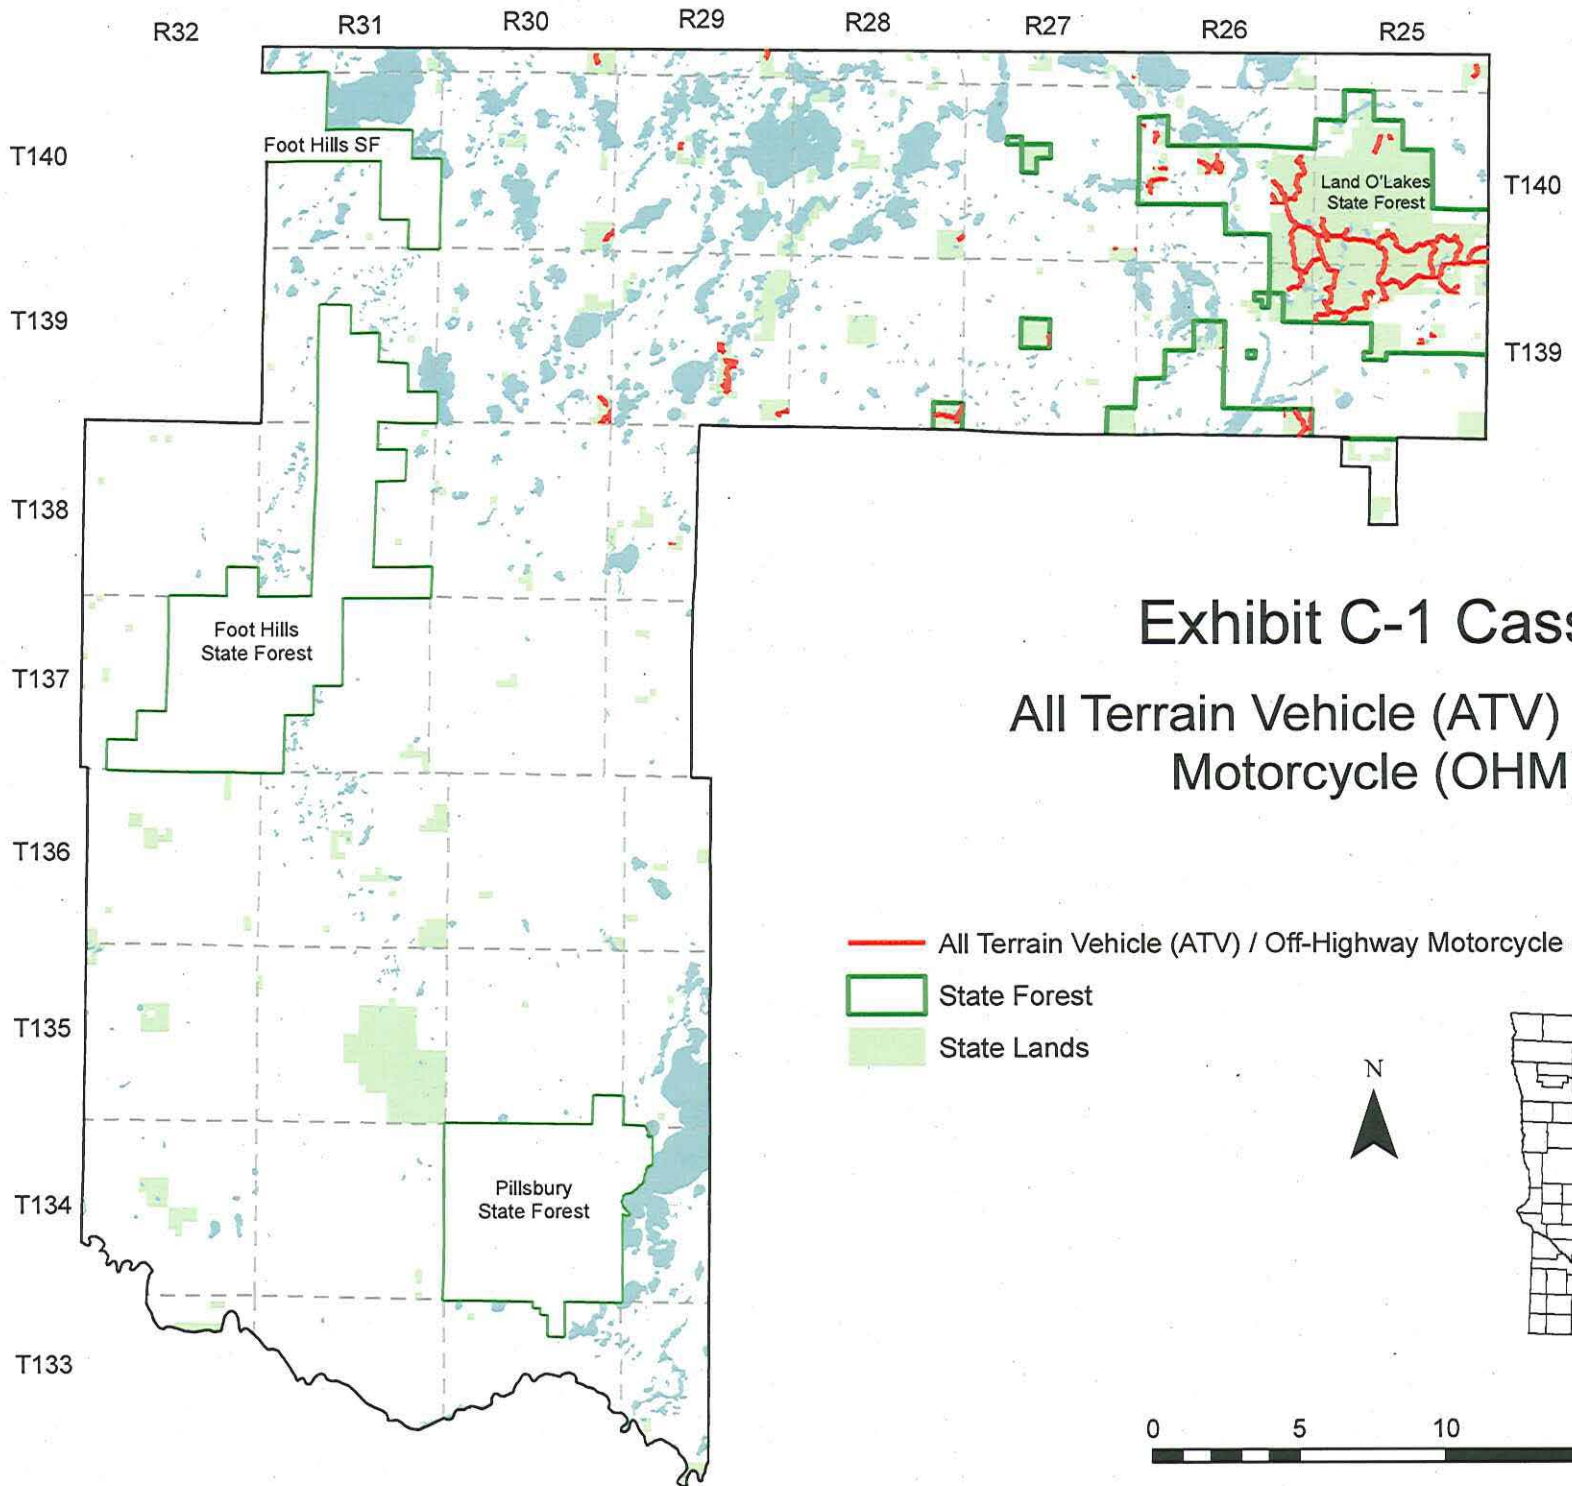 R32
R31
R30
R29
R28
R27
R26
R25
T140
Foot Hills SF
Land O'Lakes
State Forest
T140
T139
T139
T138
Foot Hills
State Forest
T137
Exhibit C-1 Cass
All Terrain Vehicle (ATV)
Motorcycle (OHM
T136
All Terrain Vehicle (ATV) / Off-Highway Motorcycle
State Forest
State Lands
T135
N
Pillsbury
State Forest
T134
T133
0 5 10